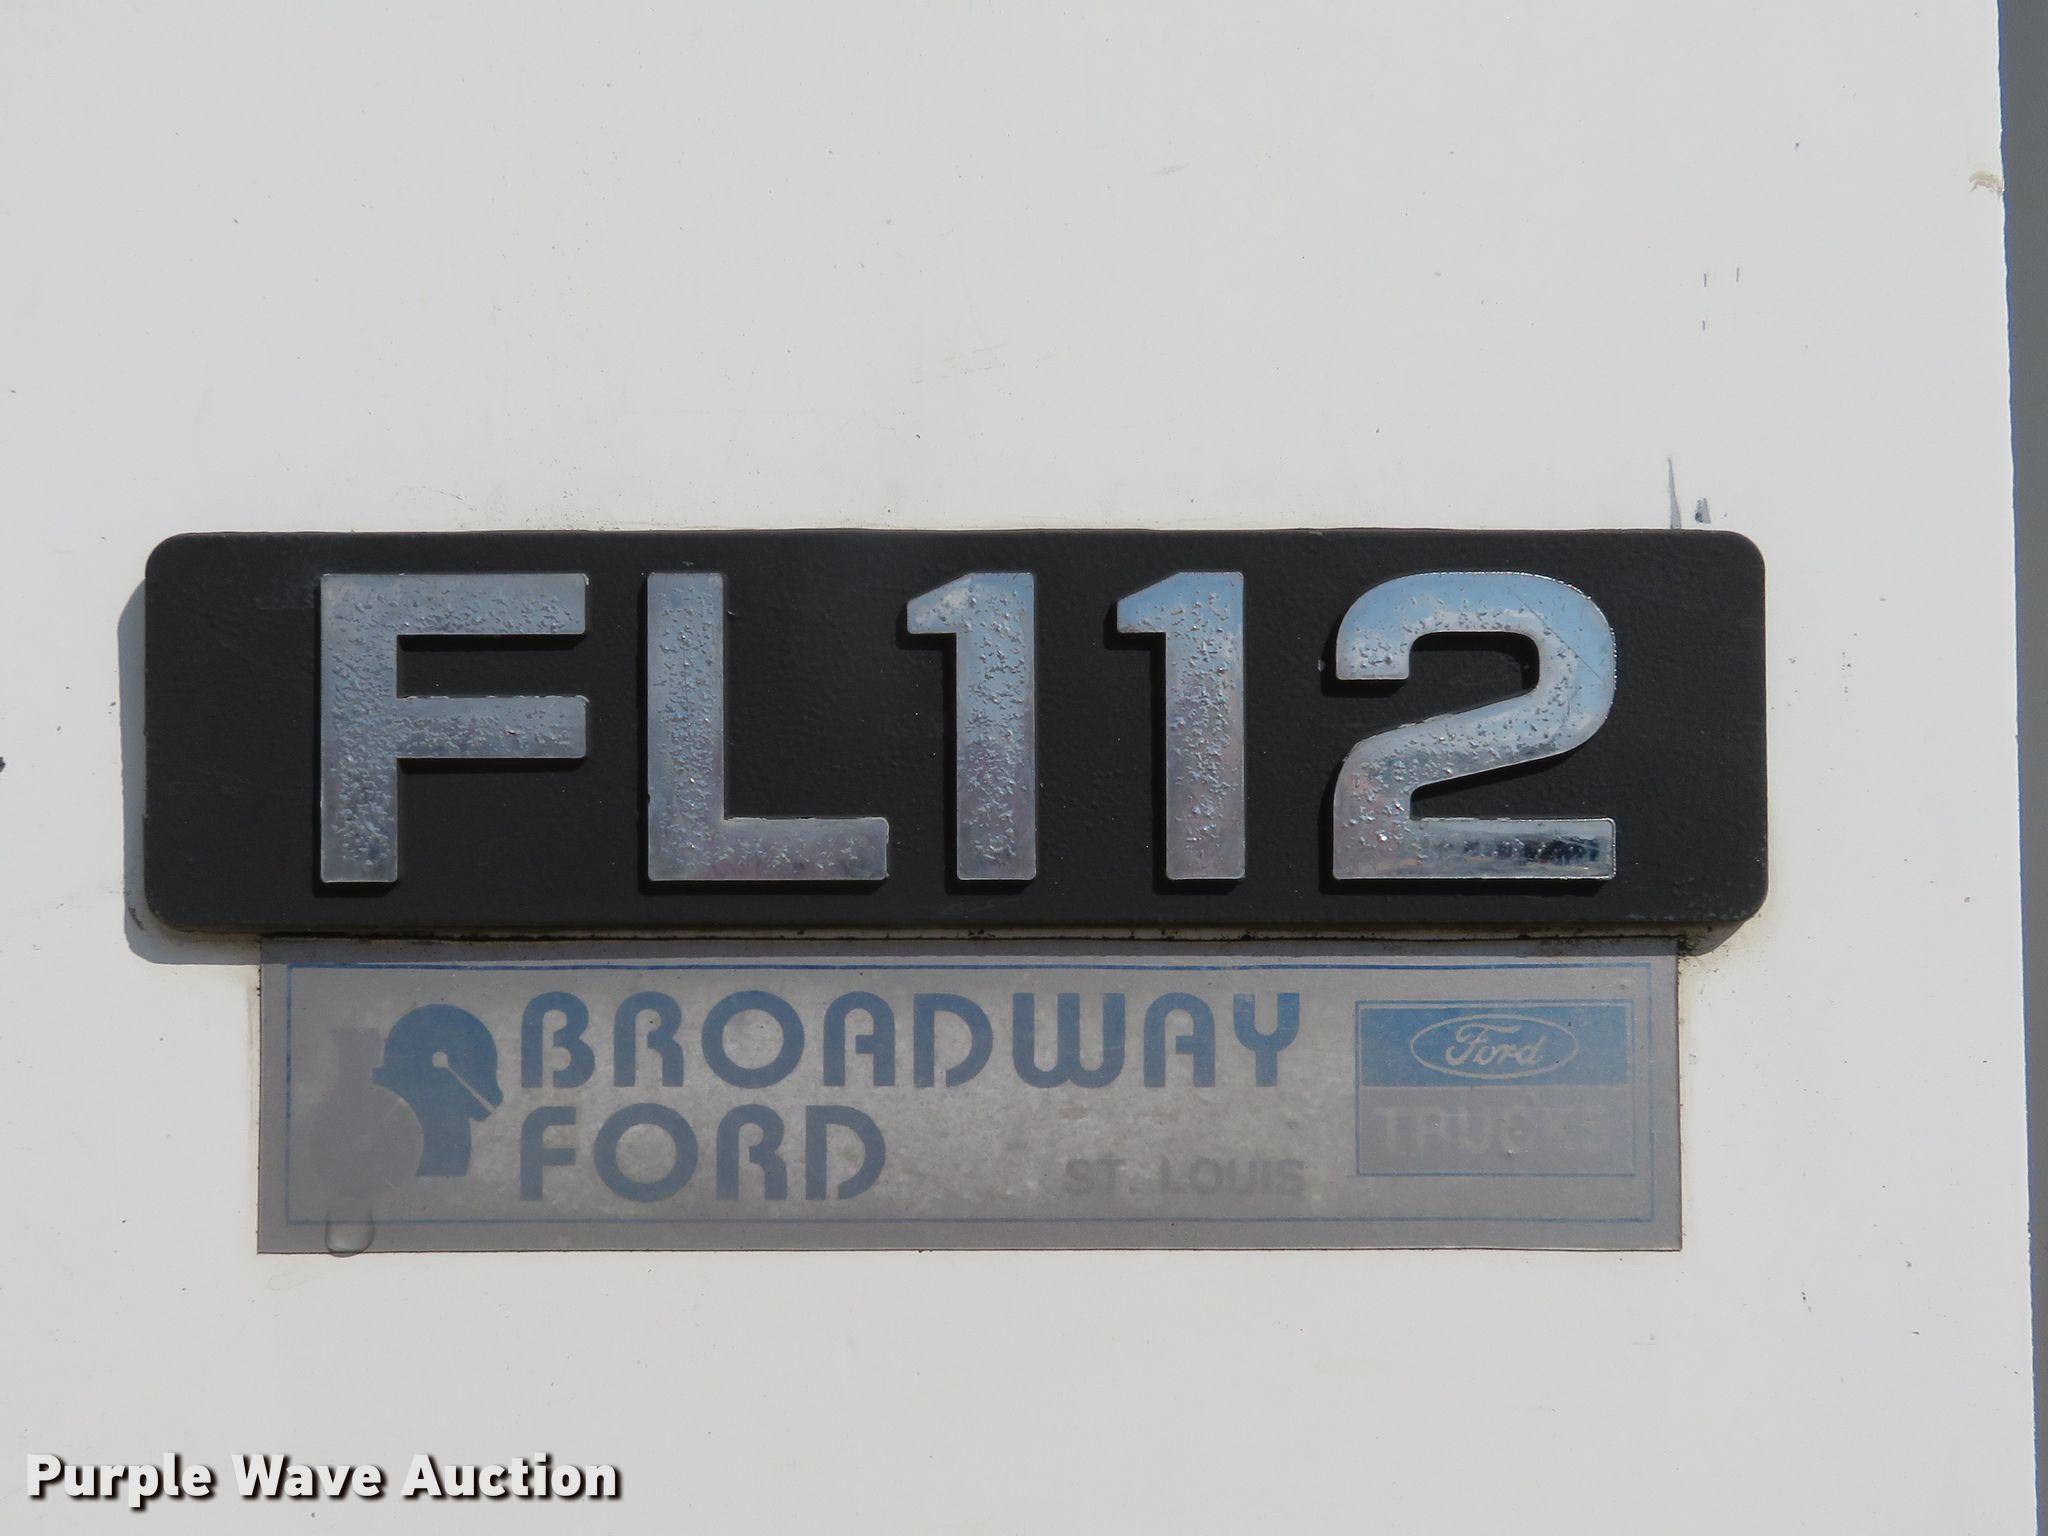 FL112
BROADWAY
FORD
ST. LOUIS
Ford
TRUCKS
Purple Wave Auction